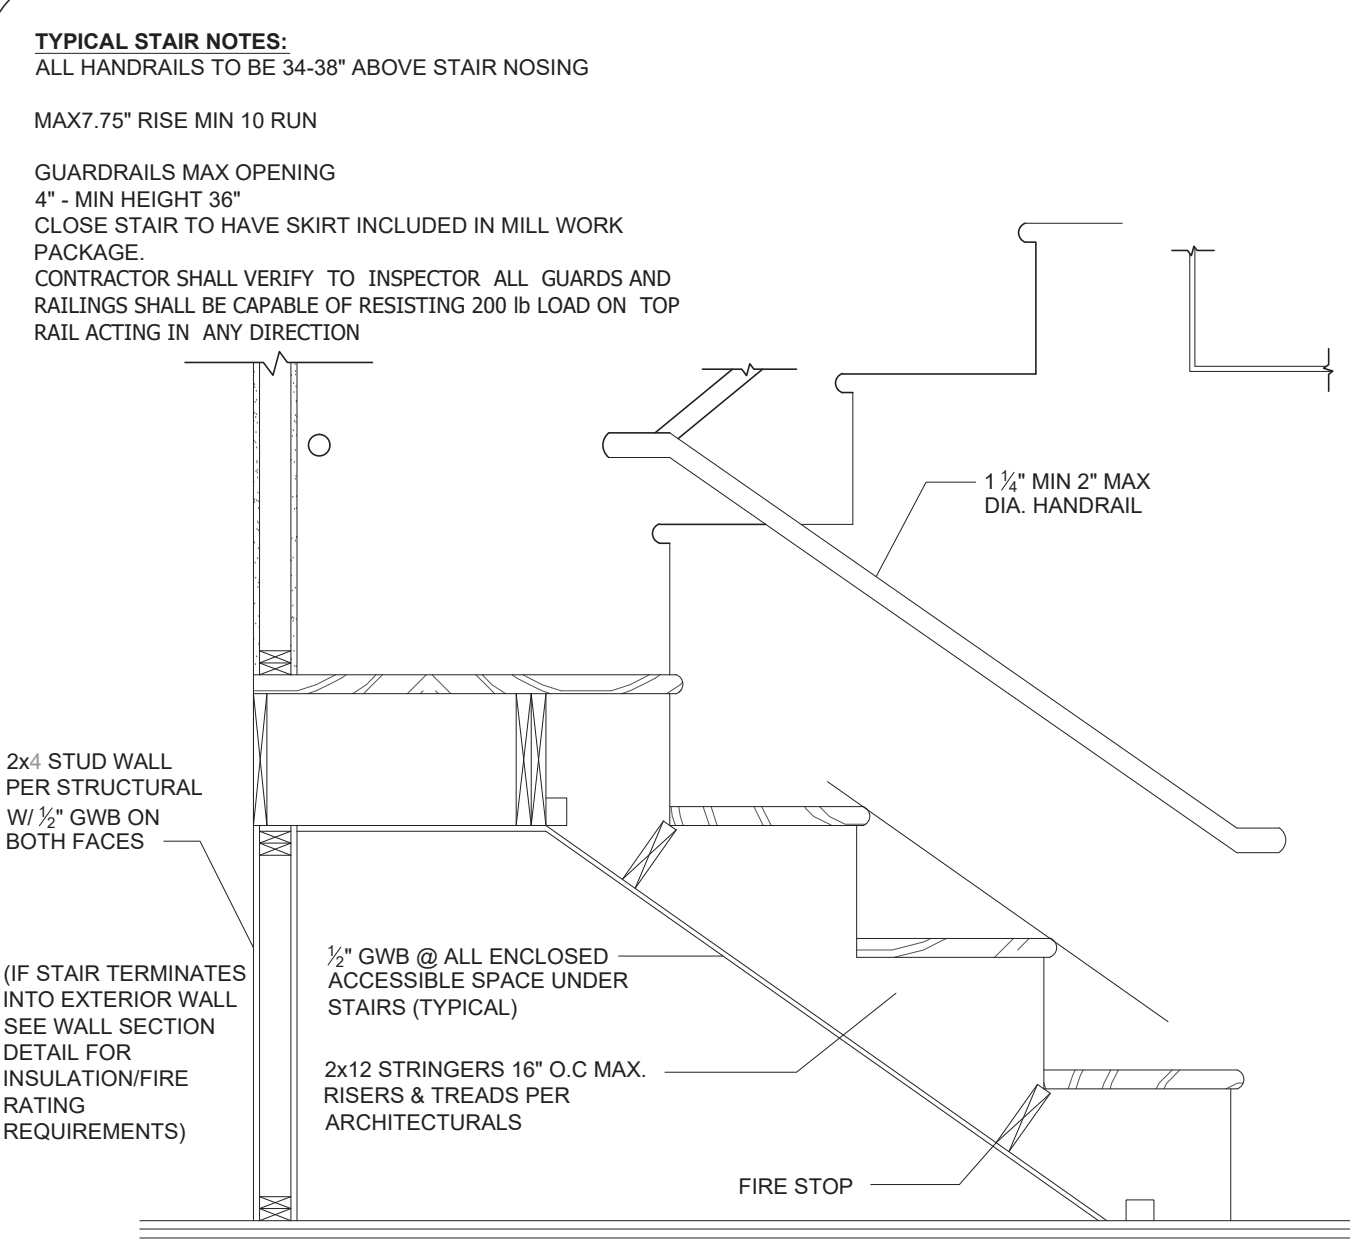 TYPICAL STAIR NOTES:
ALL HANDRAILS TO BE 34-38" ABOVE STAIR NOSING
MAX7.75" RISE MIN 10 RUN
GUARDRAILS MAX OPENING
4" - MIN HEIGHT 36"
CLOSE STAIR TO HAVE SKIRT INCLUDED IN MILL WORK
PACKAGE.
CONTRACTOR SHALL VERIFY TO INSPECTOR ALL GUARDS AND
RAILINGS SHALL BE CAPABLE OF RESISTING 200 lb LOAD ON TOP
RAIL ACTING IN ANY DIRECTION
1 ¼" MIN 2" MAX
DIA. HANDRAIL
2x4 STUD WALL
PER STRUCTURAL
W/ ½" GWB ON
BOTH FACES
(IF STAIR TERMINATES
INTO EXTERIOR WALL
SEE WALL SECTION
DETAIL FOR
INSULATION/FIRE
RATING
REQUIREMENTS)
½" GWB @ ALL ENCLOSED
ACCESSIBLE SPACE UNDER
STAIRS (TYPICAL)
2x12 STRINGERS 16" O.C MAX.
RISERS & TREADS PER
ARCHITECTURALS
FIRE STOP